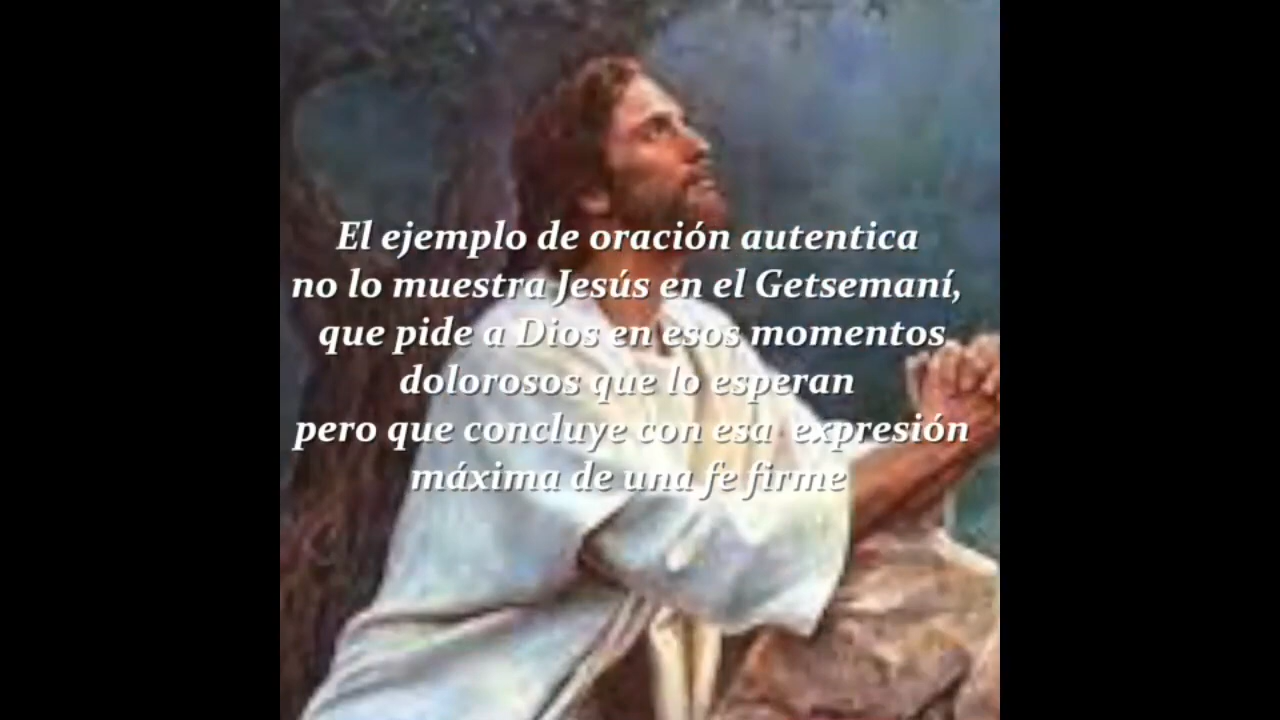 El ejemplo de oración autentica
no lo muestra Jesús en el Getsemaní,
que pide a Dios en esos momentos
dolorosos que lo esperan
pero que concluye con esa expresión
máxima de una fe firme